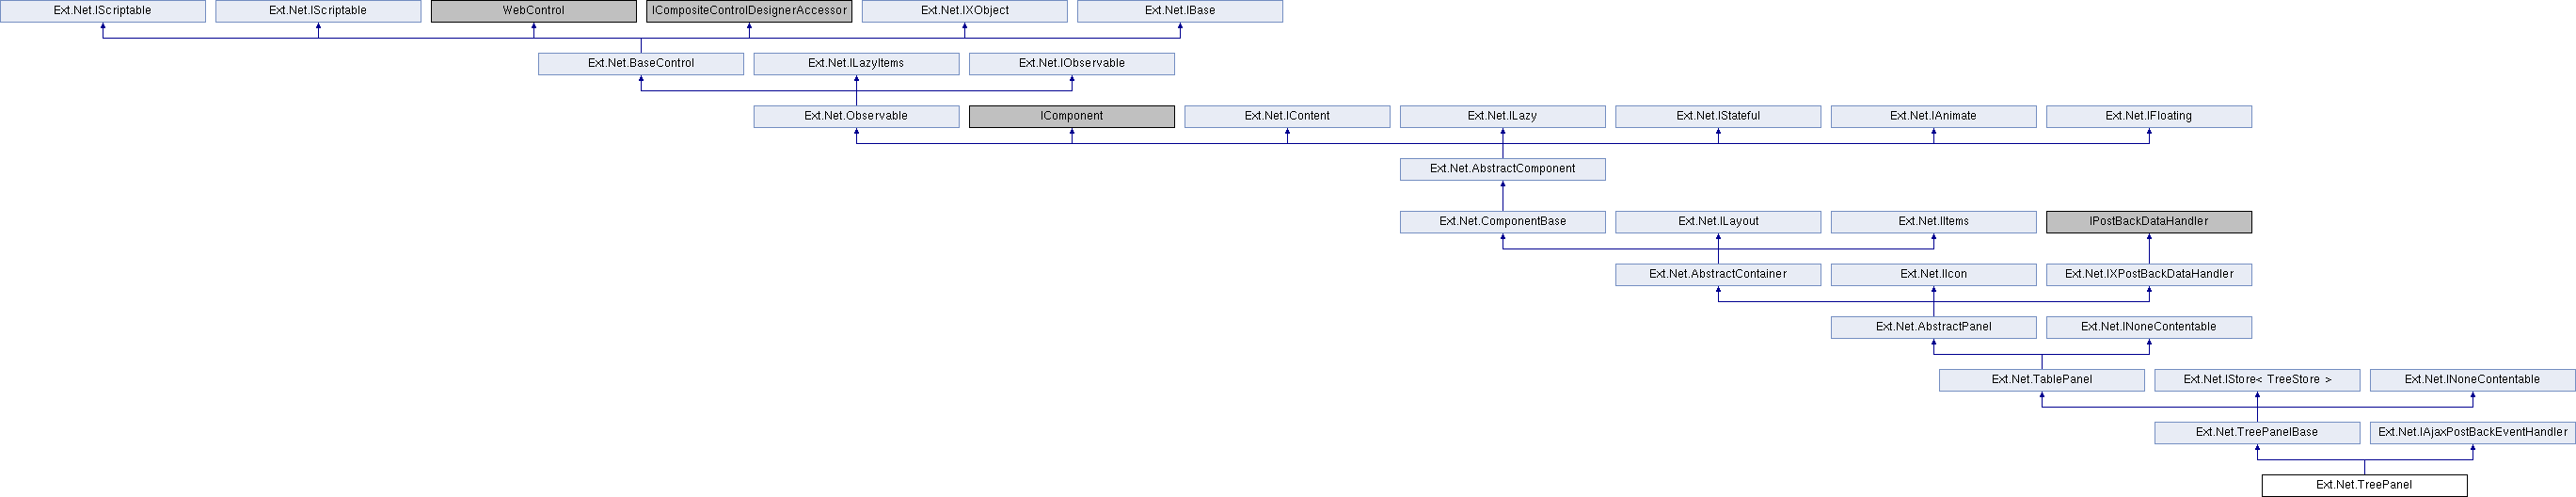 Ext.Net.IScriptable
Ext.Net.IScriptable
WebControl
ICompositeControlDesignerAccessor
Ext.Net.IXObject
Ext.Net.IBase
Ext.Net.BaseControl
Ext.Net.ILazyItems
Ext.Net.IObservable
Ext.Net.Observable
IComponent
Ext.Net.IContent
Ext.Net.ILazy
Ext.Net.IStateful
Ext.Net.IAnimate
Ext.Net.IFloating
Ext.Net.AbstractComponent
Ext.Net.ComponentBase
Ext.Net.ILayout
Ext.Net.IItems
IPostBackDataHandler
Ext.Net.AbstractContainer
Ext.Net.IIcon
Ext.Net.IXPostBackDataHandler
Ext.Net.AbstractPanel
Ext.Net.INoneContentable
Ext.Net.TablePanel
Ext.Net.IStore< TreeStore >
Ext.Net.INoneContentable
Ext.Net.TreePanelBase
Ext.Net.IAjaxPostBackEventHandler
Ext.Net.TreePanel